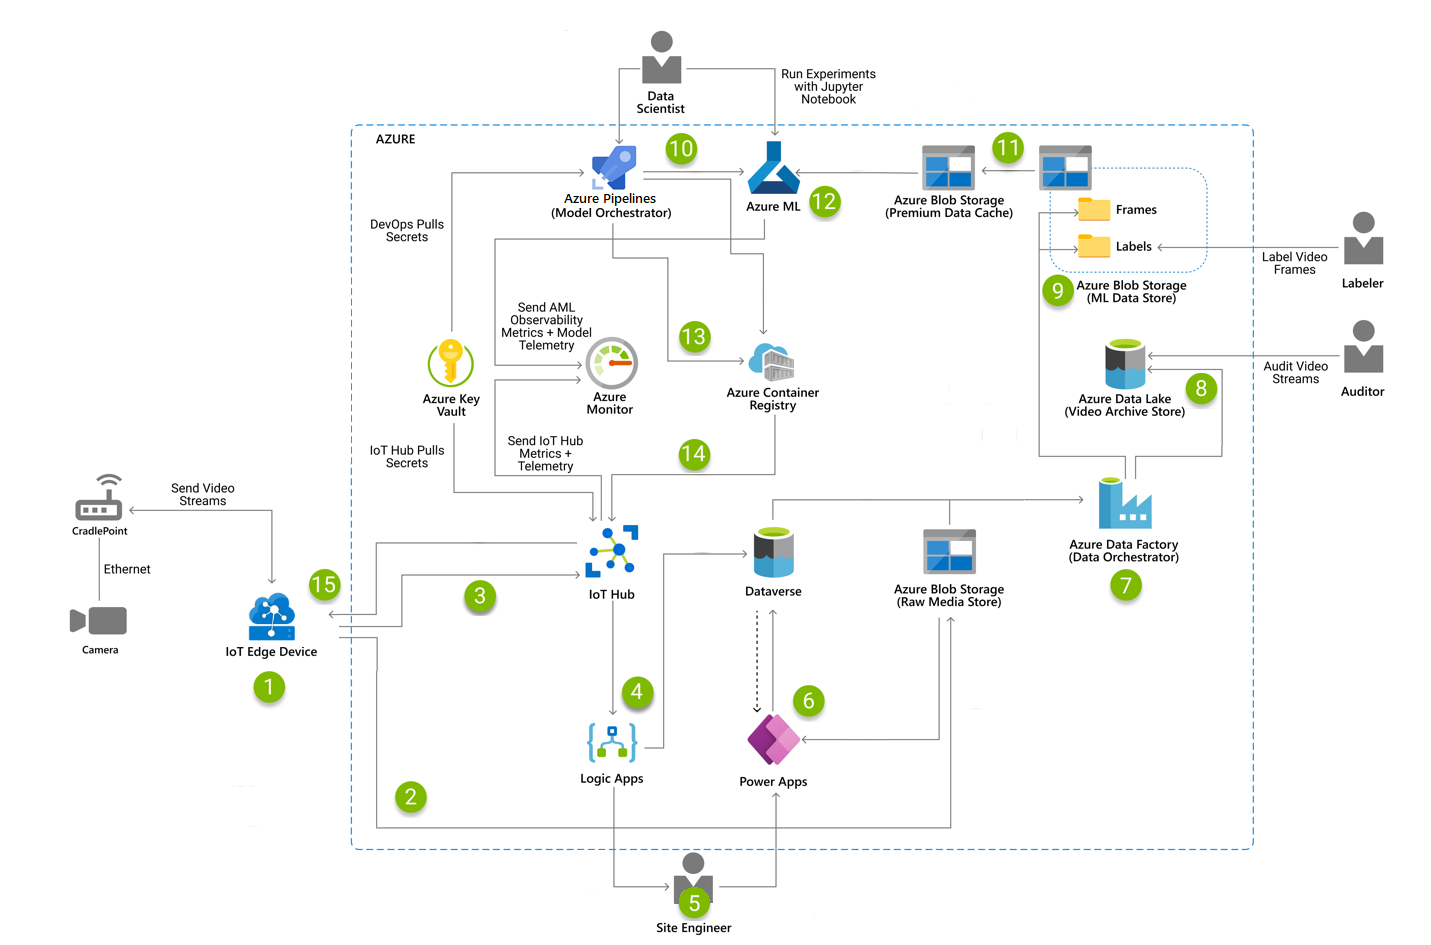 Data
Scientist
Run Experiments
with Jupyter
Notebook
AZURE
10
11
Azure Pipelines
(Model Orchestrator)
Azure ML
12
Azure Blob Storage
(Premium Data Cache)
Frames
Labels
DevOps Pulls
Secrets
Label Video
Frames
Labeler
9
Azure Blob Storage
(ML Data Store)
Send AML
Observability
Metrics + Model
Telemetry
13
Azure Key
Vault
Azure
Monitor
Azure Container
Registry
Azure Data Lake
(Video Archive Store)
8
Audit Video
Streams
Auditor
IoT Hub Pulls
Secrets
Send IoT Hub
Metrics +
Telemetry
14
Send Video
Streams
CradlePoint
Ethernet
Camera
15
IoT Edge Device
1
3
IoT Hub
Dataverse
Azure Blob Storage
(Raw Media Store)
Azure Data Factory
(Data Orchestrator)
7
4
6
Logic Apps
Power Apps
2
5
Site Engineer